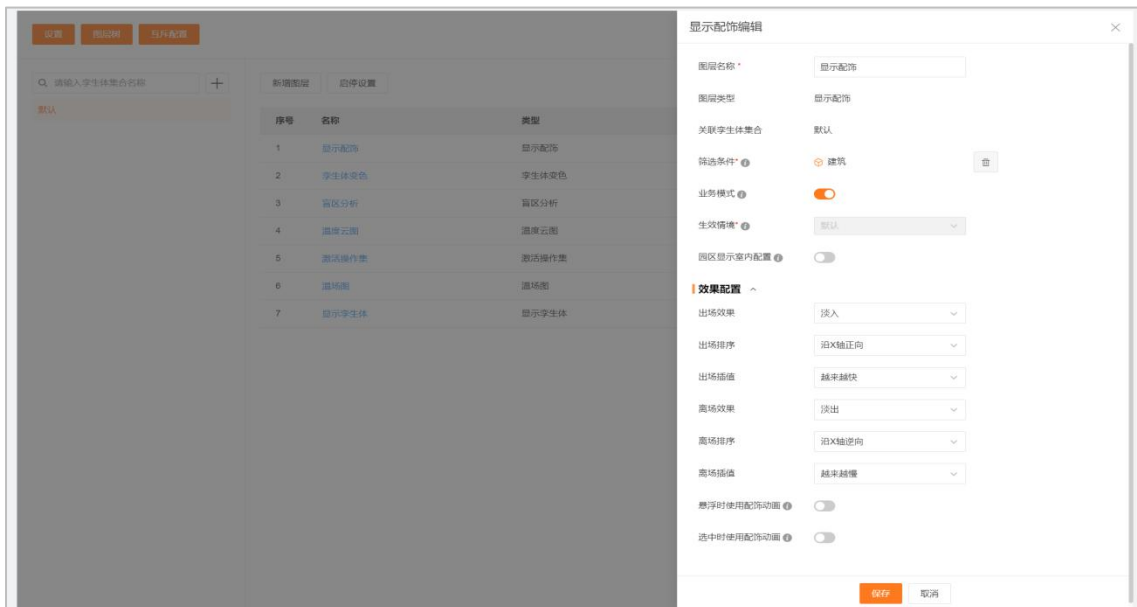 设置 图层树 互斥配置
请输入孪生体集合名称
默认
新增图层 启停设置
序号 名称 类型
1 显示配饰 显示配饰
2 孪生体变色 孪生体变色
3 盲区分析 盲区分析
4 温度云图 温度云图
5 激活操作集 激活操作集
6 温场图 温场图
7 显示孪生体 显示孪生体
显示配饰编辑
图层名称* 显示配饰
图层类型 显示配饰
关联孪生体集合 默认
筛选条件* 建筑
业务模式
生效情境* 默认
园区显示室内配置
效果配置
出场效果 淡入
出场排序 沿X轴正向
出场插值 越来越快
离场效果 淡出
离场排序 沿X轴逆向
离场插值 越来越慢
悬浮时使用配饰动画
选中时使用配饰动画
保存 取消